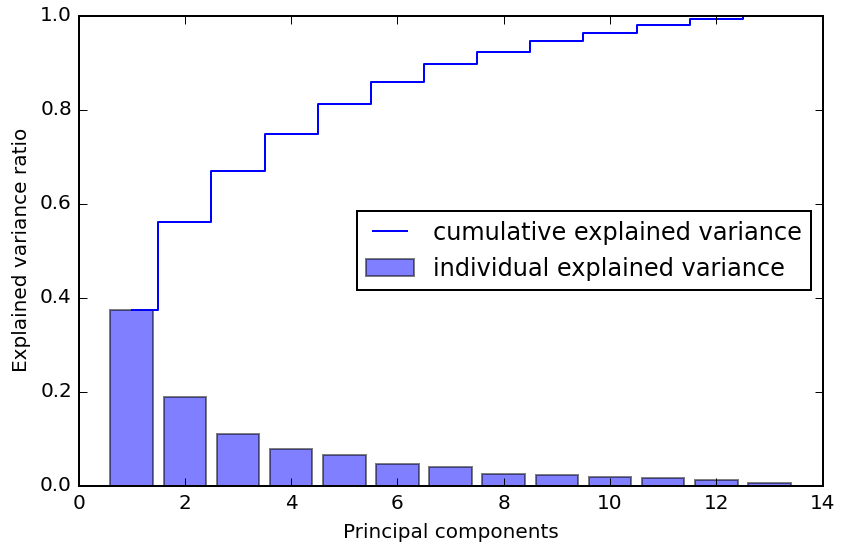 1.0
0.8
0.6
0.4
0.2
0.0
Explained variance ratio
cumulative explained variance
individual explained variance
0 2 4 6 8 10 12 14
Principal components